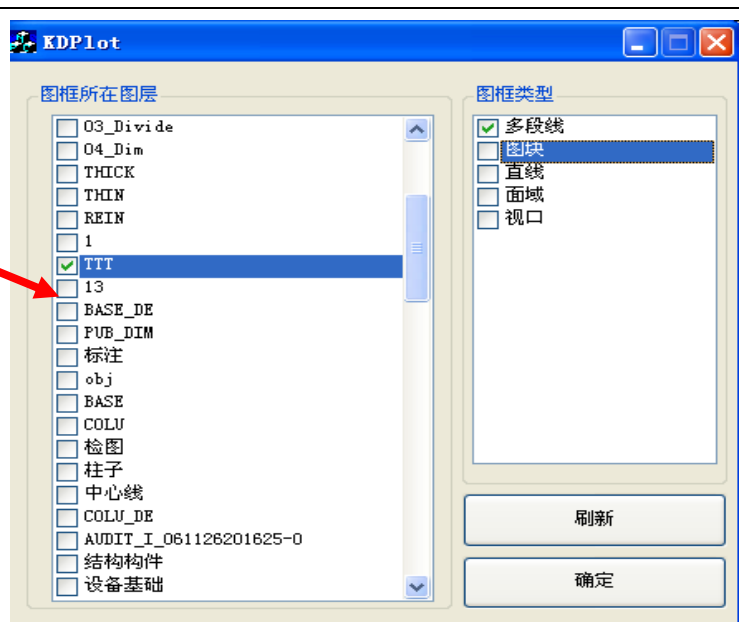 KDPlot
图框所在图层
03_Divide
04_Dim
THICK
THIN
REIN
1
TTT
13
BASE_DE
PUB_DIM
标注
obj
BASE
COLU
检图
柱子
中心线
COLU_DE
AUDIT_I_061126201625-0
结构构件
设备基础
图框类型
多段线
图块
直线
面域
视口
刷新
确定